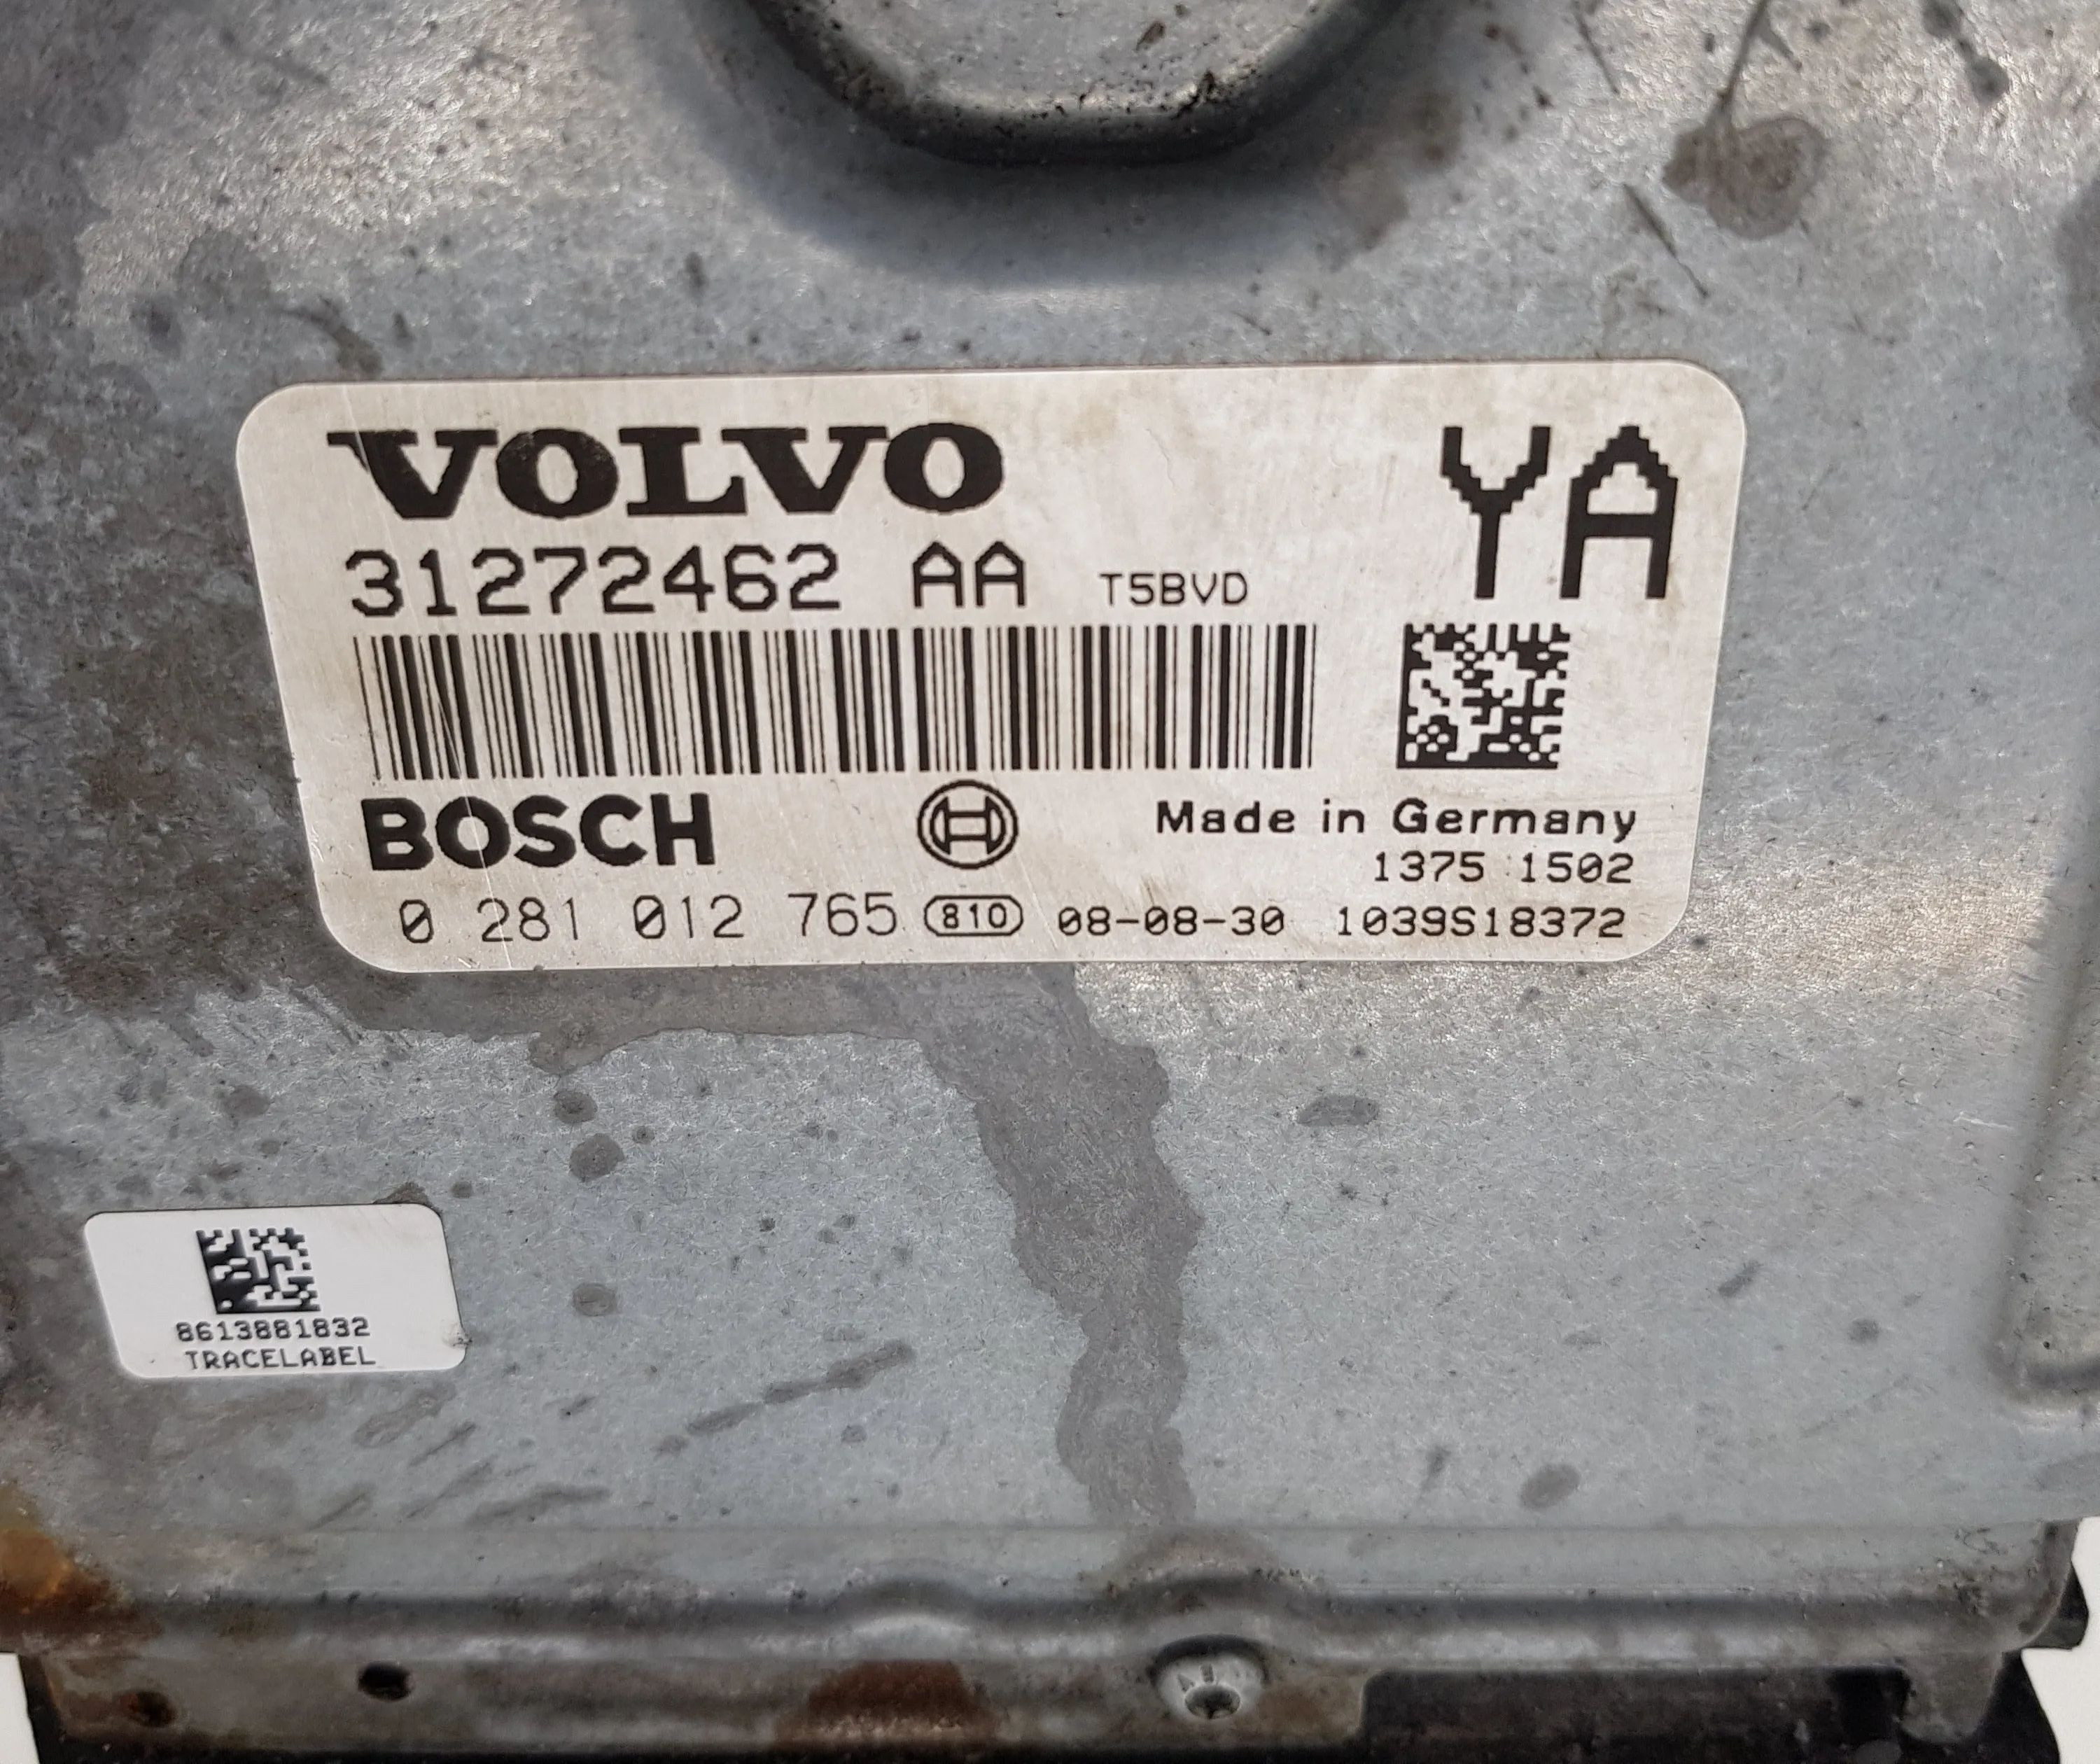 VOLVO
YA
31272462 AA T5BVD
BOSCH
Made in Germany
1375 1502
0 281 012 765 810 08-08-30 1039S18372
8613881832
TRACELABEL